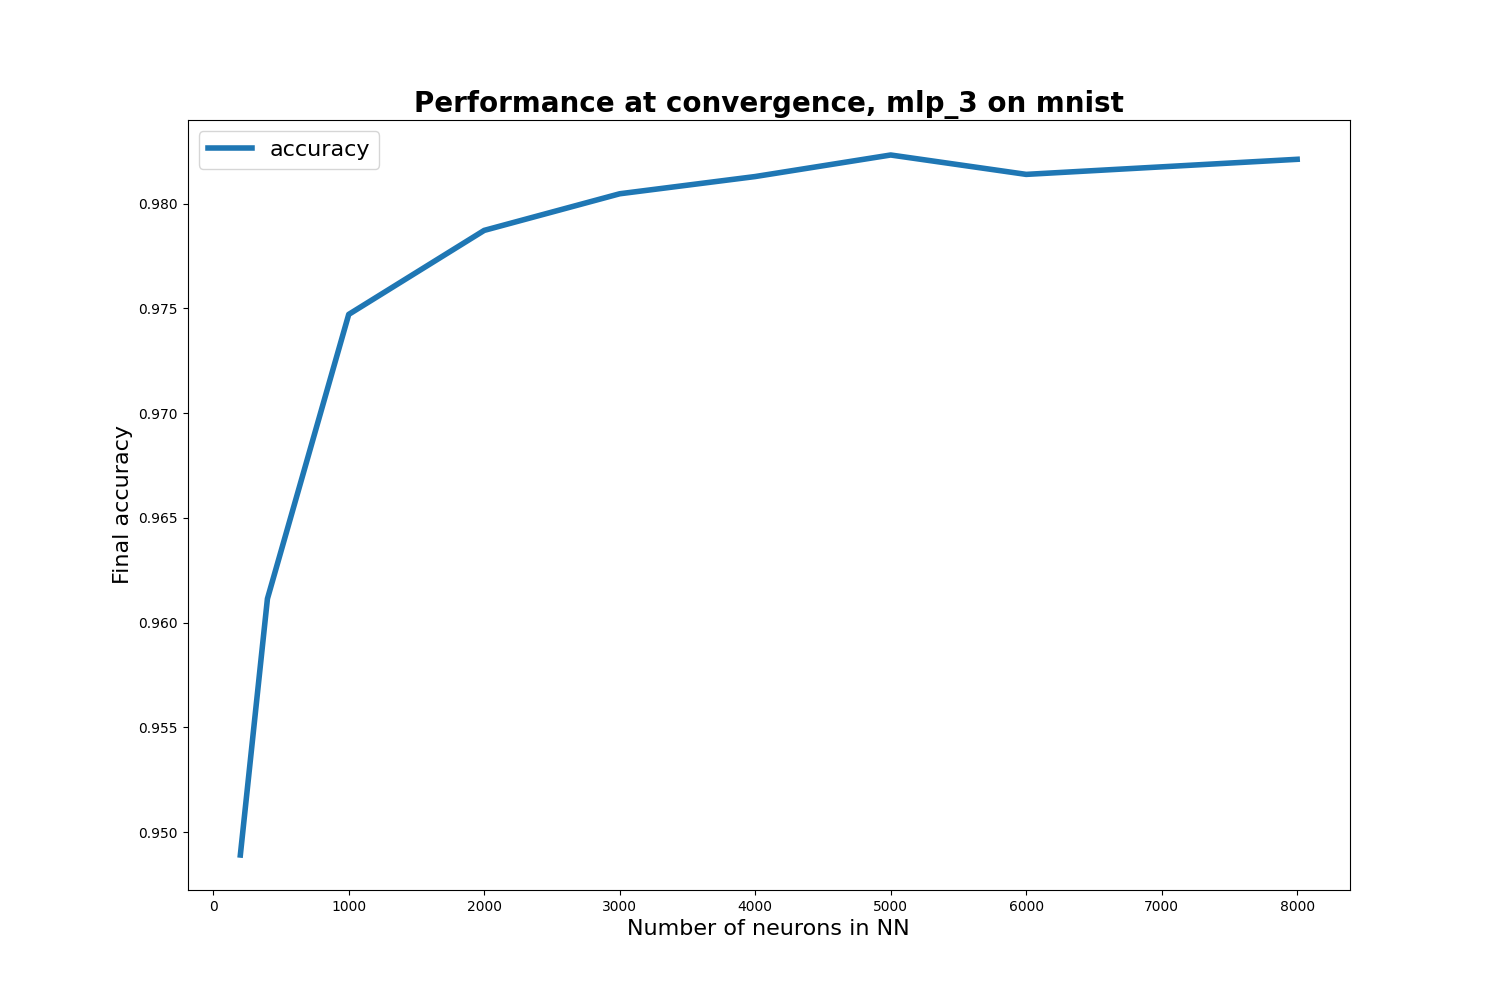 Performance at convergence, mlp_3 on mnist
accuracy
0.980
0.975
0.970
0.965
0.960
0.955
0.950
Final accuracy
0 1000 2000 3000 4000 5000 6000 7000 8000
Number of neurons in NN